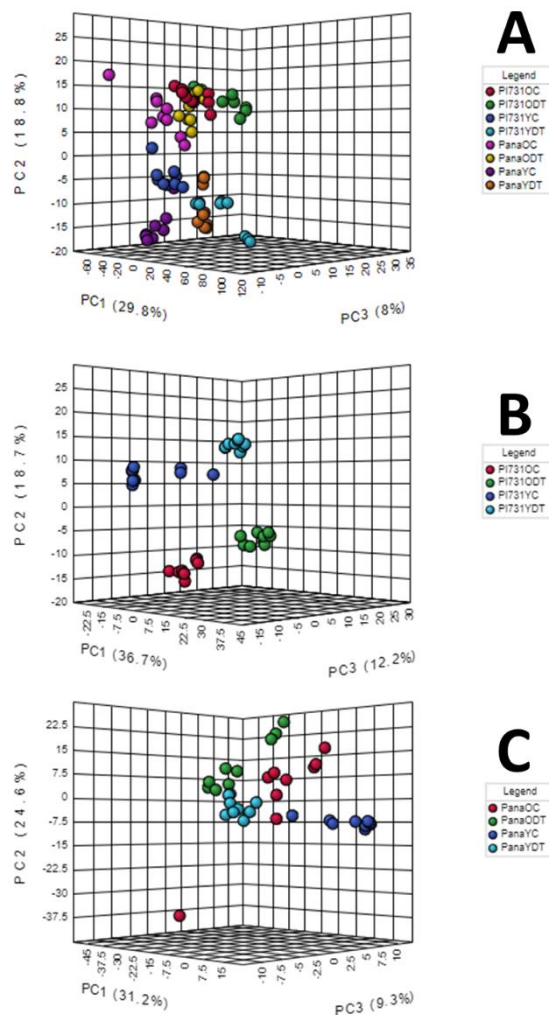 A
Legend
PI731OC
PI731ODT
PI731YC
PI731YDT
PanaOC
PanaODT
PanaYC
PanaYDT
25
20
15
10
5
0
-5
-10
-15
-20
PC2 (18.8%)
-60
-40
-20
0
20
40
60
80
100
120
PC1 (29.8%)
-10
-5
0
5
10
15
20
25
30
35
PC3 (8%)
B
Legend
PI731OC
PI731ODT
PI731YC
PI731YDT
25
20
15
10
5
0
-5
-10
-15
-20
PC2 (18.7%)
-22.5
-15
-7.5
0
7.5
15
22.5
30
37.5
45
PC1 (36.7%)
-15
-10
-5
0
5
10
15
20
25
30
PC3 (12.2%)
C
Legend
PanaOC
PanaODT
PanaYC
PanaYDT
22.5
15
7.5
0
-7.5
-15
-22.5
-30
-37.5
PC2 (24.6%)
-45
-37.5
-30
-22.5
-15
-7.5
0
7.5
15
PC1 (31.2%)
-10
-7.5
-5
-2.5
0
2.5
5
7.5
10
PC3 (9.3%)